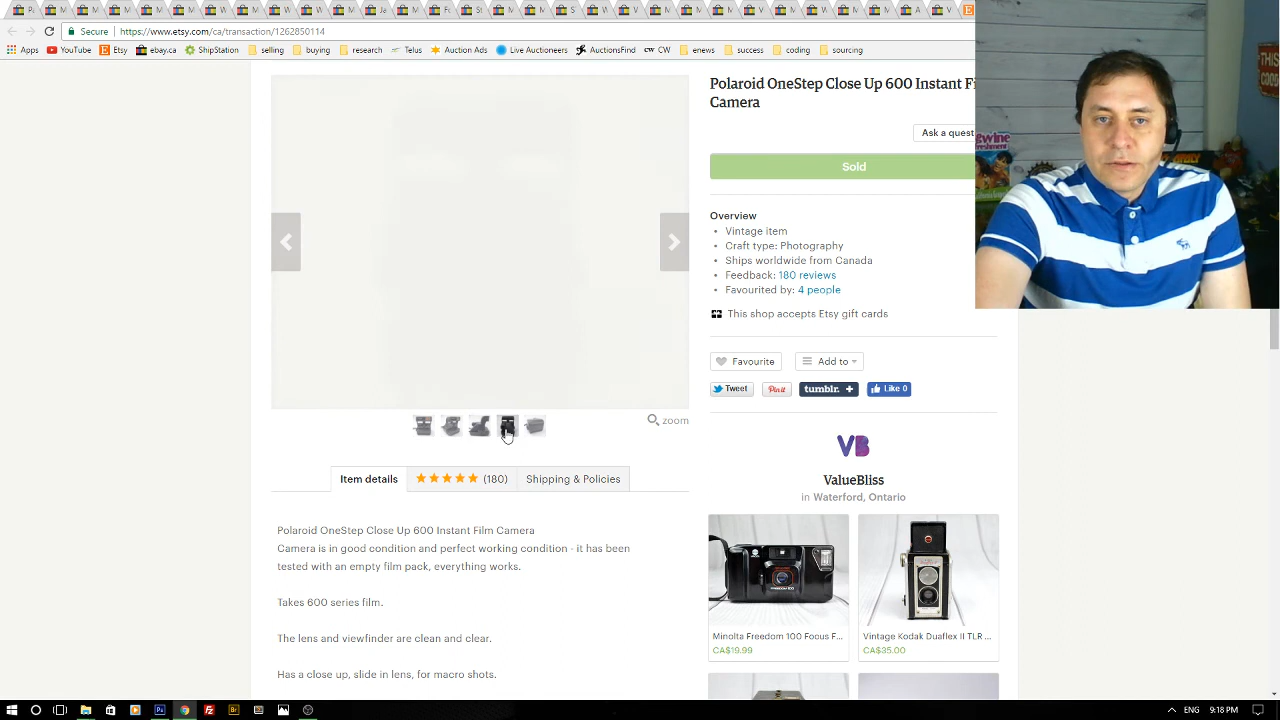 Secure
https://www.etsy.com/ca/transaction/1262850114
Apps
YouTube
Etsy
ebay.ca
ShipStation
selling
buying
research
Telus
Auction Ads
Live Auctioneers
AuctionsFind
CW
enews
success
coding
sourcing
Polaroid OneStep Close Up 600 Instant Fi
Camera
Ask a quest
Sold
Overview
• Vintage item
• Craft type: Photography
• Ships worldwide from Canada
• Feedback: 180 reviews
• Favourited by: 4 people
This shop accepts Etsy gift cards
Favourite
Add to
Tweet
Pin it
tumblr. +
Like 0
zoom
VB
ValueBliss
in Waterford, Ontario
Item details
(180)
Shipping & Policies
Polaroid OneStep Close Up 600 Instant Film Camera
Camera is in good condition and perfect working condition - it has been
tested with an empty film pack, everything works.
Takes 600 series film.
The lens and viewfinder are clean and clear.
Has a close up, slide in lens, for macro shots.
Minolta Freedom 100 Focus F...
CA$19.99
Vintage Kodak Duaflex II TLR ...
CA$35.00
ENG
9:18 PM